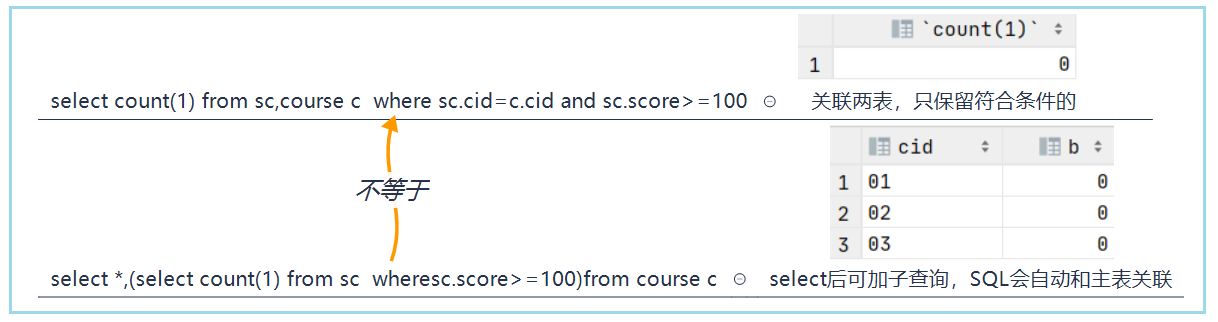 `count(1)`
1 0
select count(1) from sc,course c where sc.cid=c.cid and sc.score>=100 关联两表，只保留符合条件的
cid b
1 01 0
不等于
2 02 0
3 03 0
select *,(select count(1) from sc wheresc.score>=100)from course c select后可加子查询，SQL会自动和主表关联